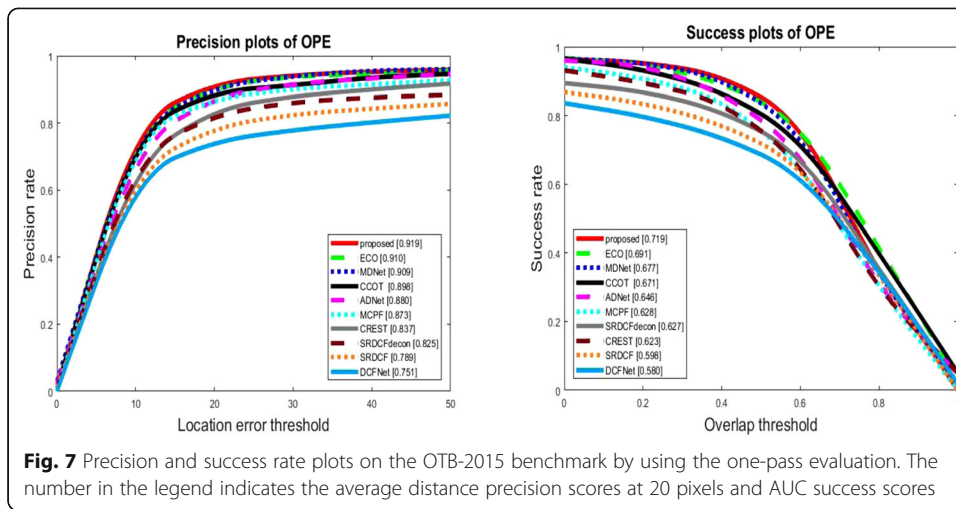 Precision plots of OPE
Precision rate
1
0.8
0.6
0.4
0.2
0
0 10 20 30 40 50
Location error threshold
proposed [0.919]
ECO [0.910]
MDNet [0.909]
CCOT [0.898]
ADNet [0.880]
MCPF [0.873]
CREST [0.837]
SRDCFdecon [0.825]
SRDCF [0.789]
DCFNet [0.751]
Success plots of OPE
Success rate
1
0.8
0.6
0.4
0.2
0
0 0.2 0.4 0.6 0.8
Overlap threshold
proposed [0.719]
ECO [0.691]
MDNet [0.677]
CCOT [0.671]
ADNet [0.646]
MCPF [0.628]
SRDCFdecon [0.627]
CREST [0.623]
SRDCF [0.598]
DCFNet [0.580]
Fig. 7 Precision and success rate plots on the OTB-2015 benchmark by using the one-pass evaluation. The
number in the legend indicates the average distance precision scores at 20 pixels and AUC success scores